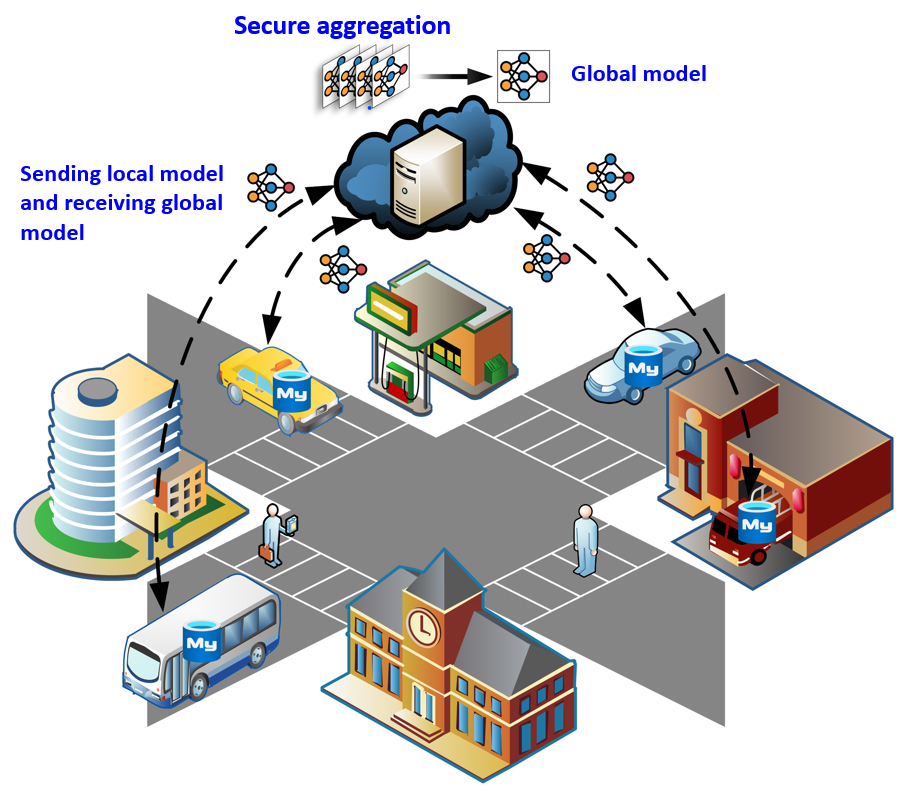 Secure aggregation
Global model
Sending local model
and receiving global
model
My
My
My
My